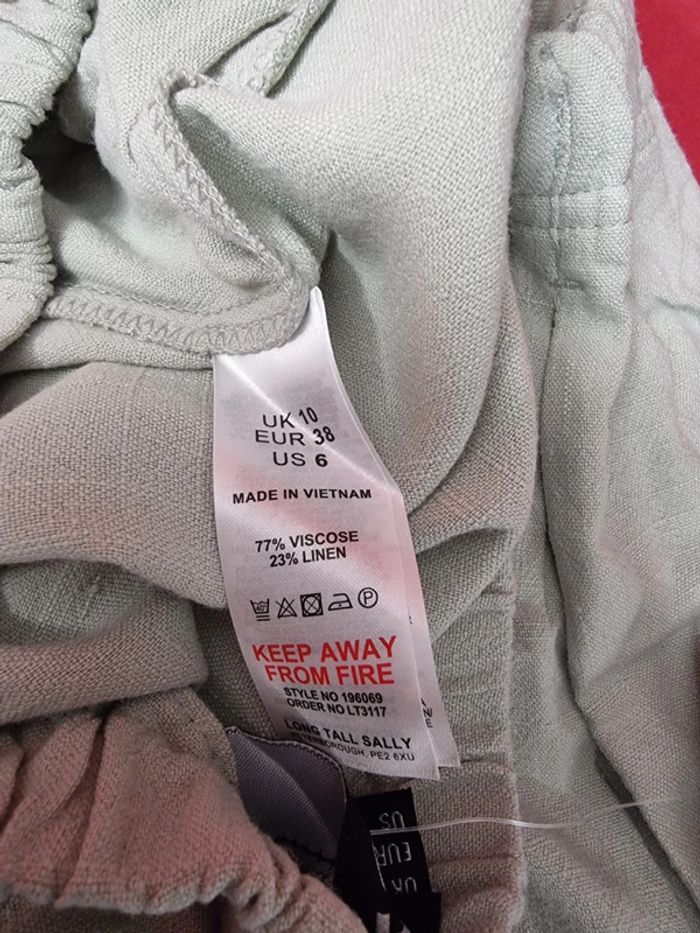 UK 10
EUR 38
US 6
MADE IN VIETNAM
77% VISCOSE
23% LINEN
KEEP AWAY
FROM FIRE
STYLE NO 196069
ORDER NO LT3117
LONG TALL SALLY
PETERBOROUGH, PE2 6XU
US
EUR
UK